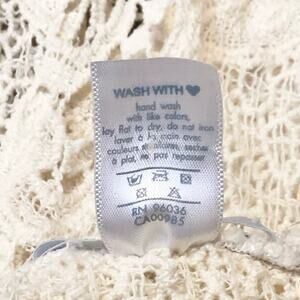 WASH WITH ♥
hand wash
with like colors,
lay flat to dry, do not iron
laver à la main avec
couleurs similaires, sécher
à plat, ne pas repasser
RN 96036
CA00985